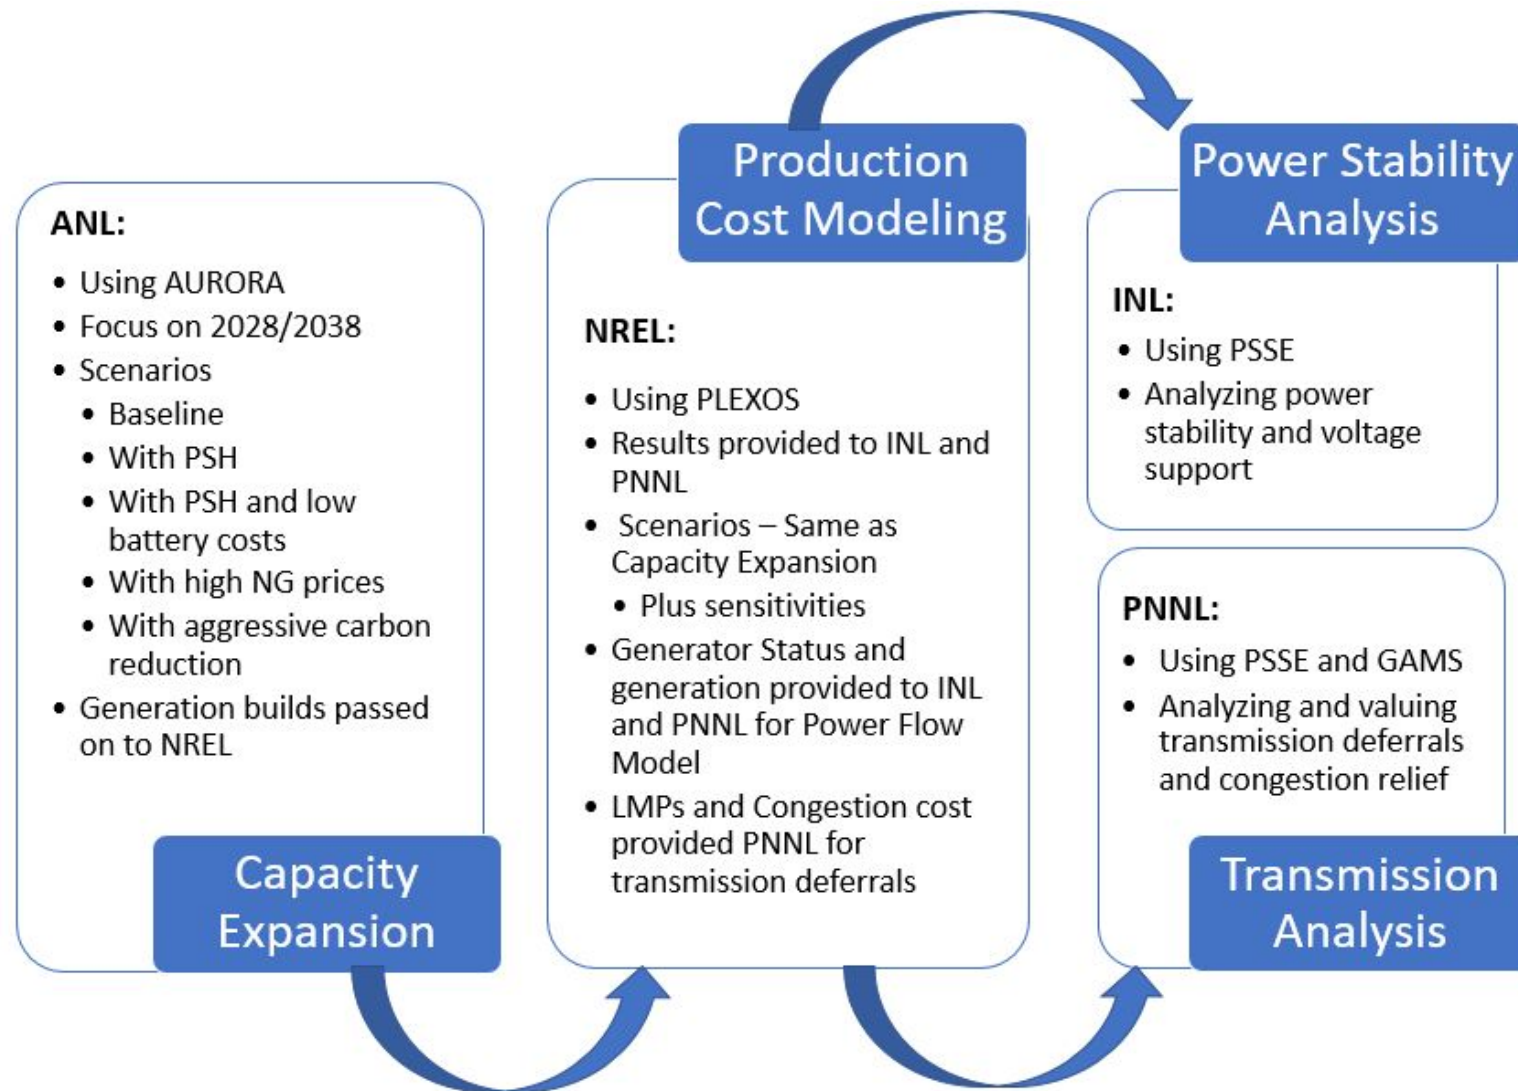 ANL:
• Using AURORA
• Focus on 2028/2038
• Scenarios
• Baseline
• With PSH
• With PSH and low
battery costs
• With high NG prices
• With aggressive carbon
reduction
• Generation builds passed
on to NREL
Capacity
Expansion
Production
Cost Modeling
NREL:
• Using PLEXOS
• Results provided to INL and
PNNL
• Scenarios – Same as
Capacity Expansion
• Plus sensitivities
• Generator Status and
generation provided to INL
and PNNL for Power Flow
Model
• LMPs and Congestion cost
provided PNNL for
transmission deferrals
Power Stability
Analysis
INL:
• Using PSSE
• Analyzing power
stability and voltage
support
PNNL:
• Using PSSE and GAMS
• Analyzing and valuing
transmission deferrals
and congestion relief
Transmission
Analysis